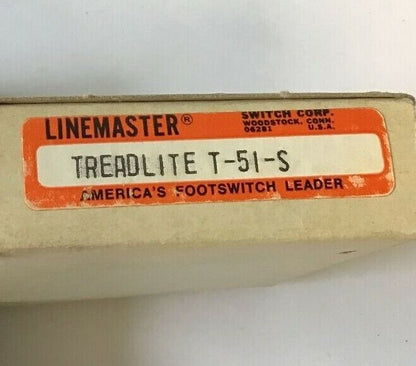 LINEMASTER®
SWITCH CORP.
WOODSTOCK, CONN.
06281 U.S.A.
TREADLITE T-51-S
AMERICA'S FOOTSWITCH LEADER